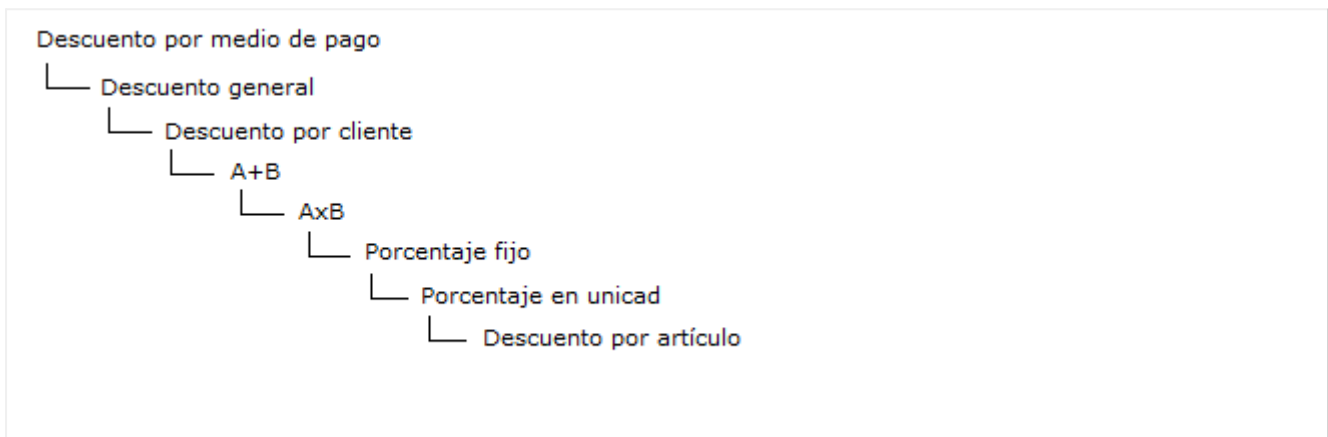 Descuento por medio de pago
Descuento general
Descuento por cliente
A+B
AxB
Porcentaje fijo
Porcentaje en unicad
Descuento por artículo